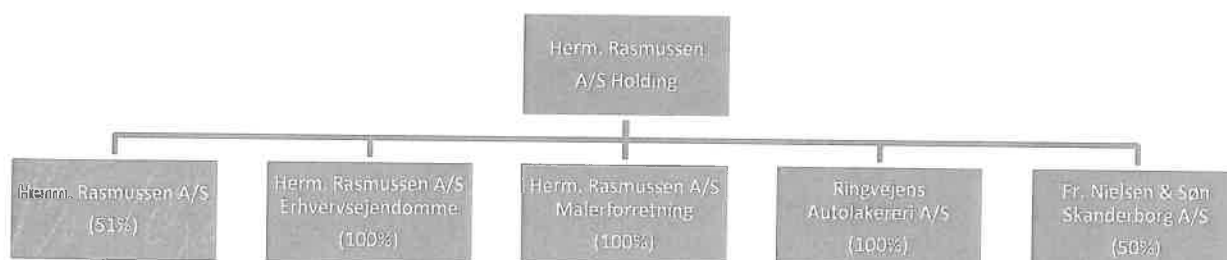 Herm. Rasmussen
A/S Holding
Herm. Rasmussen A/S
(51%)
Herm. Rasmussen A/S
Erhvervsejendomme
(100%)
Herm. Rasmussen A/S
Malerforretning
(100%)
Ringvejens
Autolakereri A/S
(100%)
Fr. Nielsen & Søn
Skanderborg A/S
(50%)